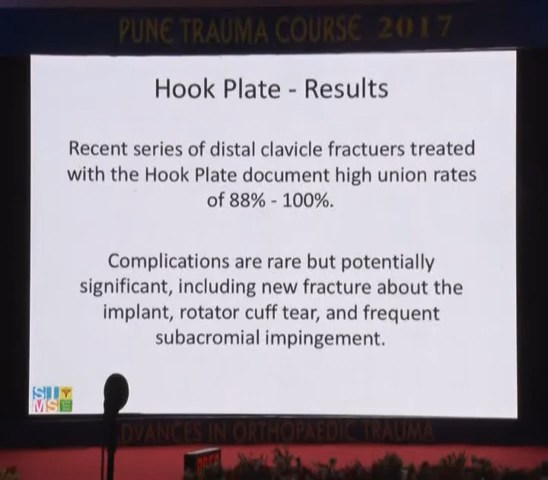 PUNE TRAUMA COURSE 2017
Hook Plate - Results
Recent series of distal clavicle fractuers treated
with the Hook Plate document high union rates
of 88% - 100%.
Complications are rare but potentially
significant, including new fracture about the
implant, rotator cuff tear, and frequent
subacromial impingement.
ADVANCES IN ORTHOPAEDIC TRAUMA